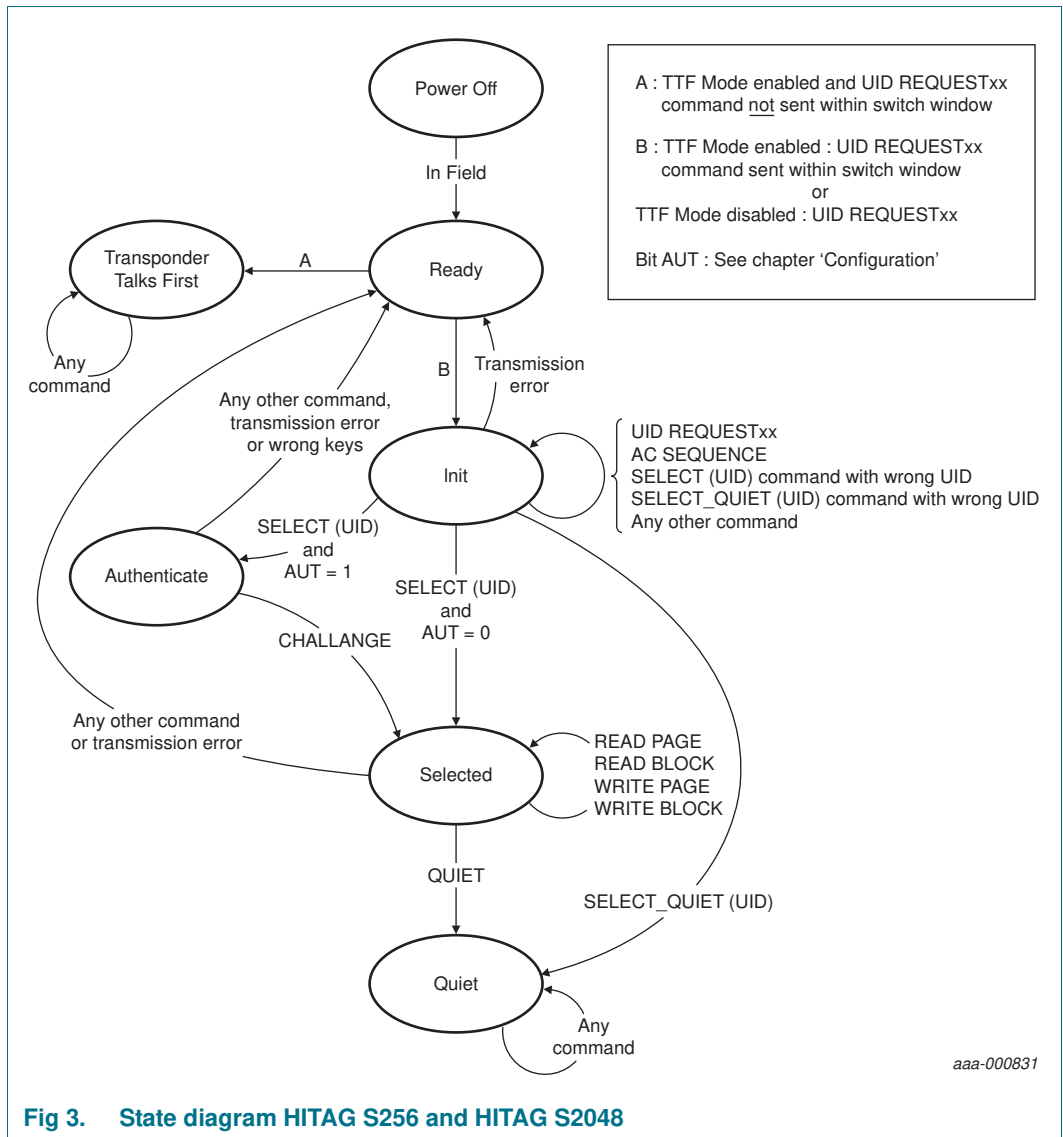 Power Off
In Field
A : TTF Mode enabled and UID REQUESTxx
command not sent within switch window
B : TTF Mode enabled : UID REQUESTxx
command sent within switch window
or
TTF Mode disabled : UID REQUESTxx
Bit AUT : See chapter ‘Configuration’
Transponder
Talks First
A
Ready
Any
command
B
Transmission
error
Any other command,
transmission error
or wrong keys
Init
UID REQUESTxx
AC SEQUENCE
SELECT (UID) command with wrong UID
SELECT_QUIET (UID) command with wrong UID
Any other command
SELECT (UID)
and
AUT = 1
Authenticate
SELECT (UID)
and
AUT = 0
CHALLANGE
Any other command
or transmission error
Selected
READ PAGE
READ BLOCK
WRITE PAGE
WRITE BLOCK
QUIET
SELECT_QUIET (UID)
Quiet
Any
command
aaa-000831
Fig 3. State diagram HITAG S256 and HITAG S2048